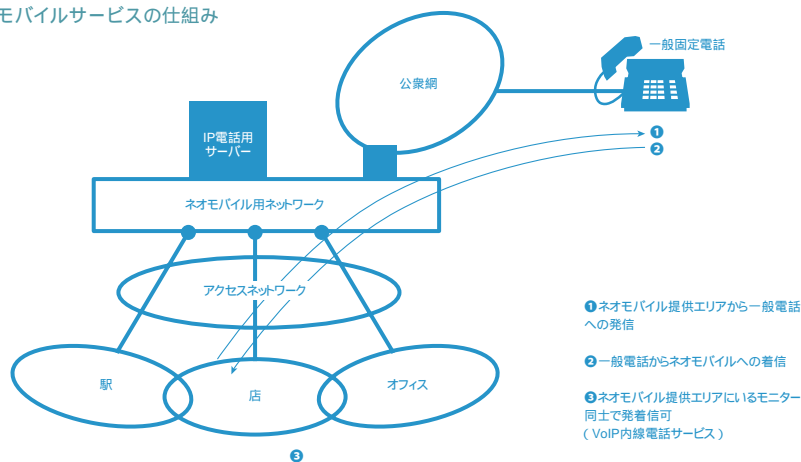 モバイルサービスの仕組み
一般固定電話
公衆網
IP電話用
サーバー
❶
❷
ネオモバイル用ネットワーク
アクセスネットワーク
❶ネオモバイル提供エリアから一般電話
への発信
❷一般電話からネオモバイルへの着信
❸ネオモバイル提供エリアにいるモニター
同士で発着信可
（VoIP内線電話サービス）
駅
店
オフィス
❸